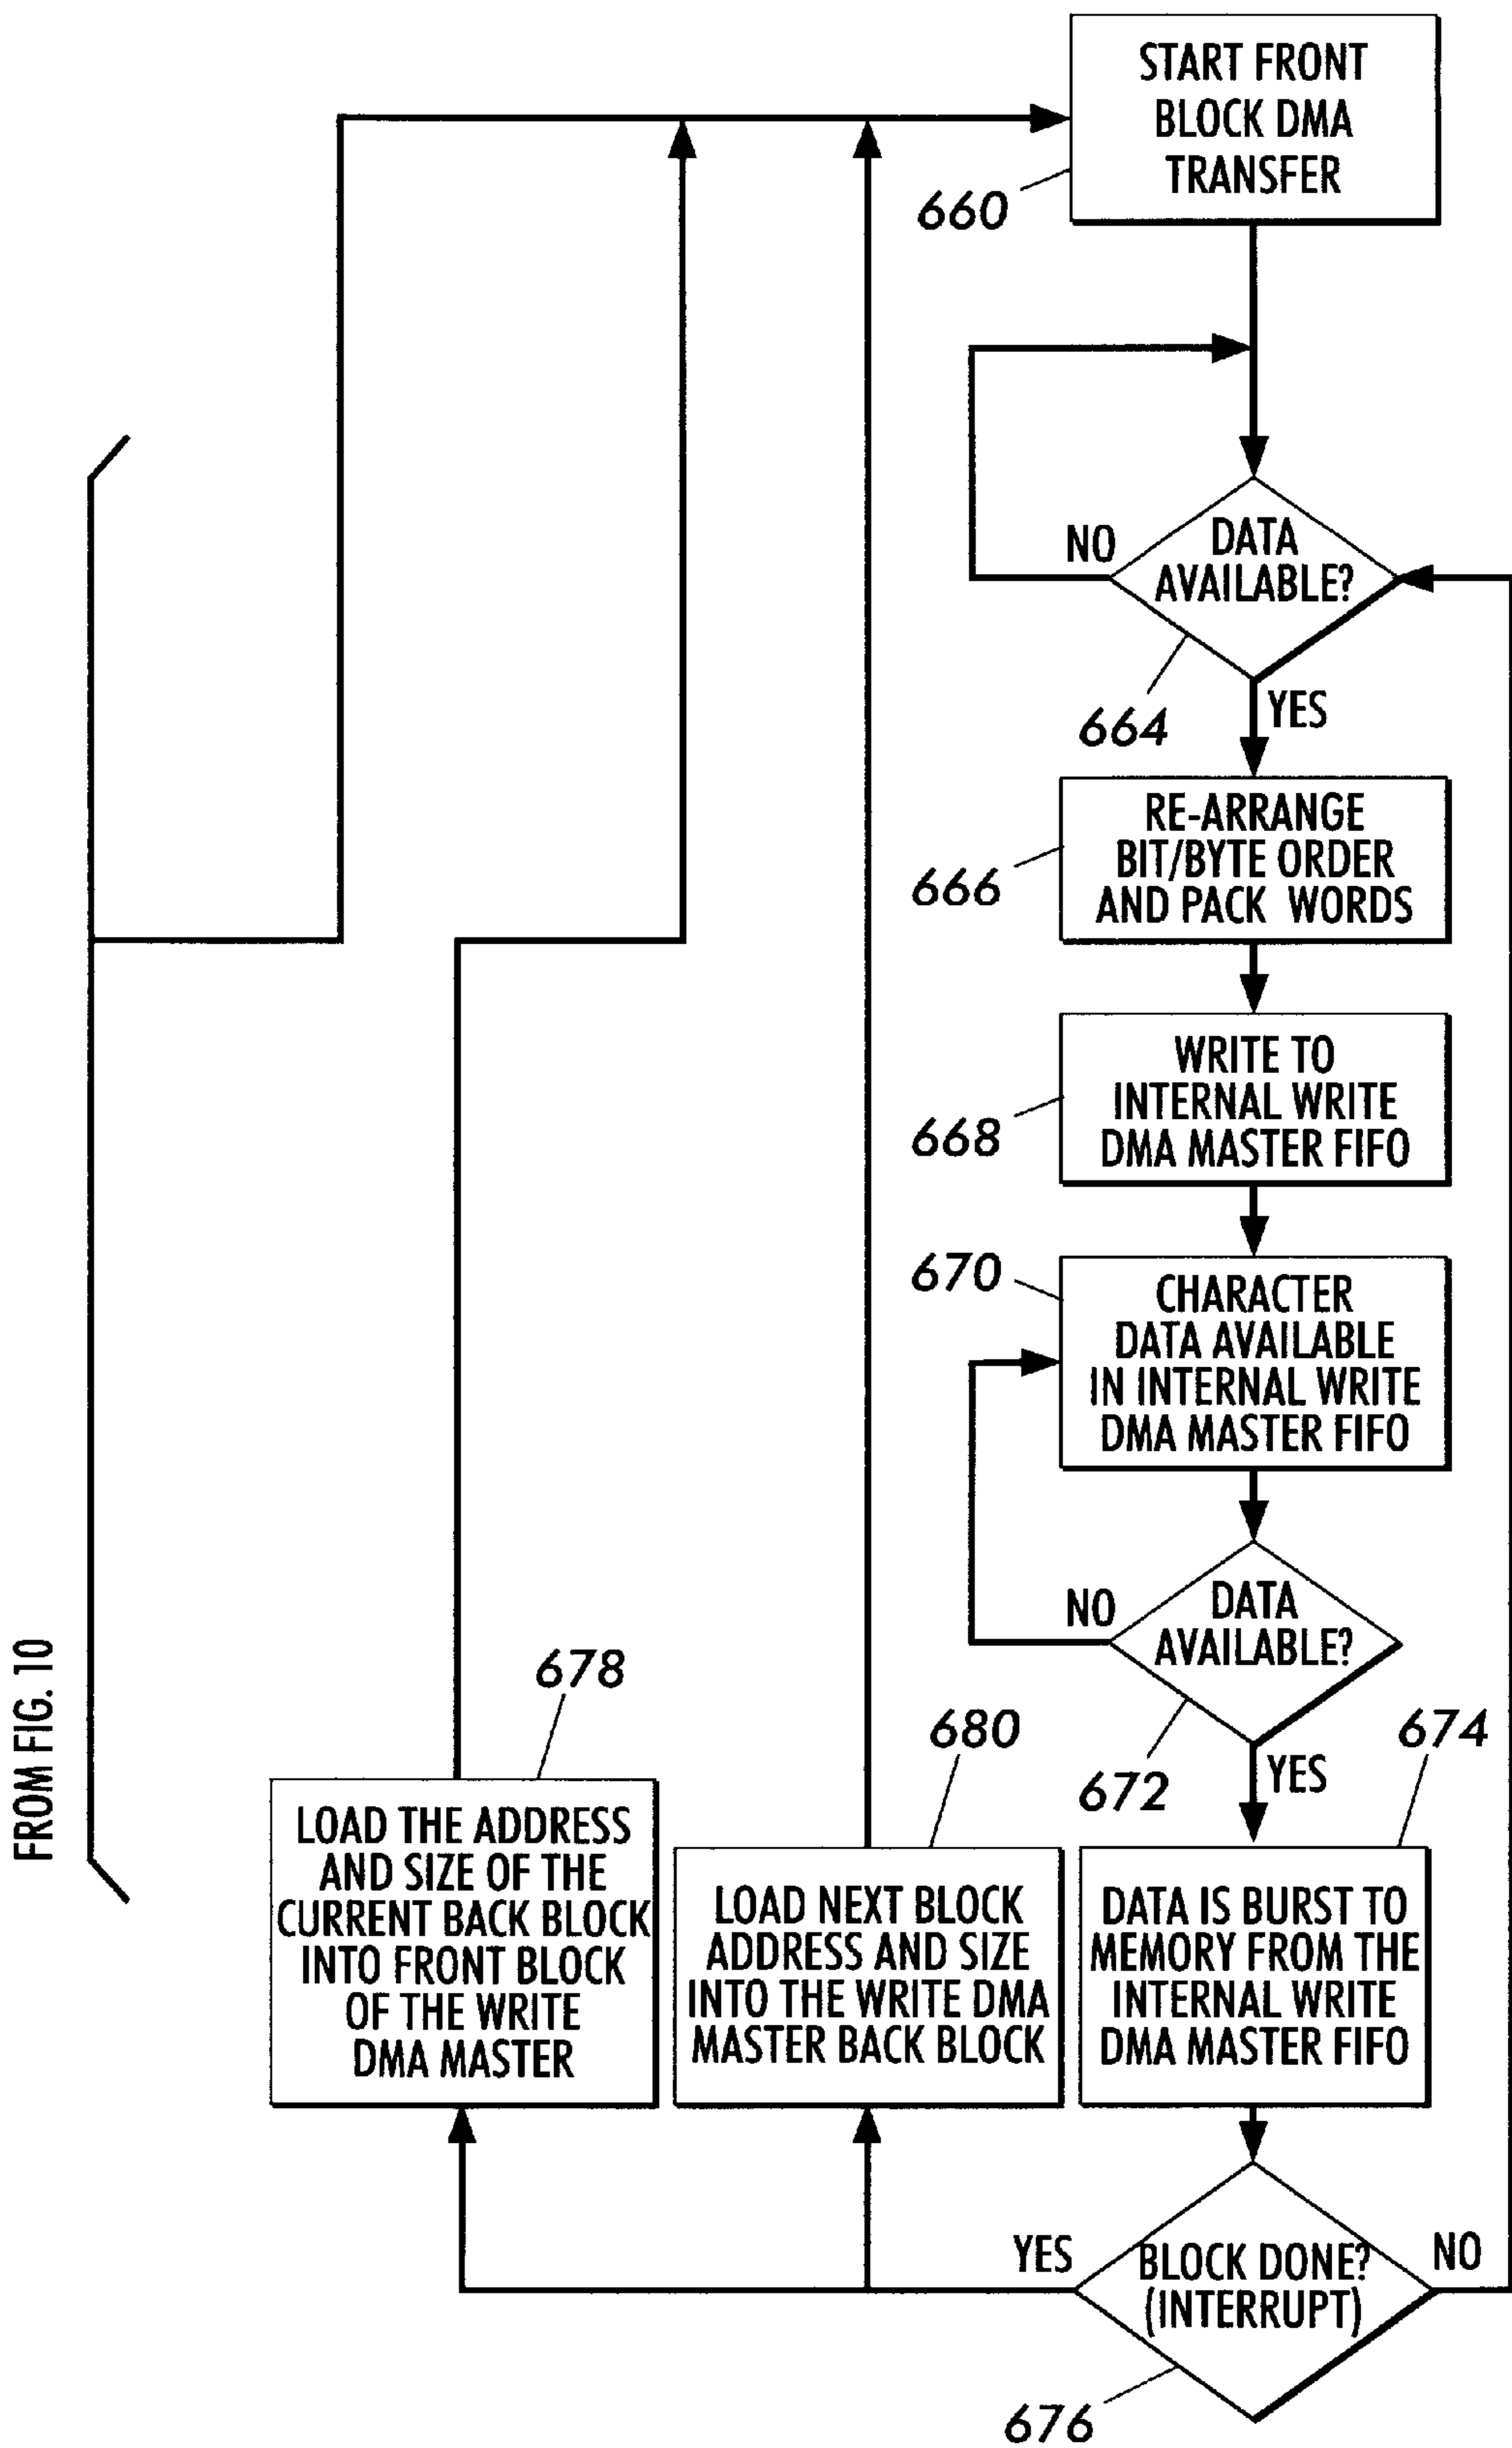 START FRONT
BLOCK DMA
TRANSFER
660
NO
DATA
AVAILABLE?
664
YES
RE-ARRANGE
BIT/BYTE ORDER
AND PACK WORDS
666
WRITE TO
INTERNAL WRITE
DMA MASTER FIFO
668
670
CHARACTER
DATA AVAILABLE
IN INTERNAL WRITE
DMA MASTER FIFO
NO
DATA
AVAILABLE?
672
YES
674
DATA IS BURST TO
MEMORY FROM THE
INTERNAL WRITE
DMA MASTER FIFO
FROM FIG. 10
678
LOAD THE ADDRESS
AND SIZE OF THE
CURRENT BACK BLOCK
INTO FRONT BLOCK
OF THE WRITE
DMA MASTER
680
LOAD NEXT BLOCK
ADDRESS AND SIZE
INTO THE WRITE DMA
MASTER BACK BLOCK
YES
BLOCK DONE?
(INTERRUPT)
NO
676